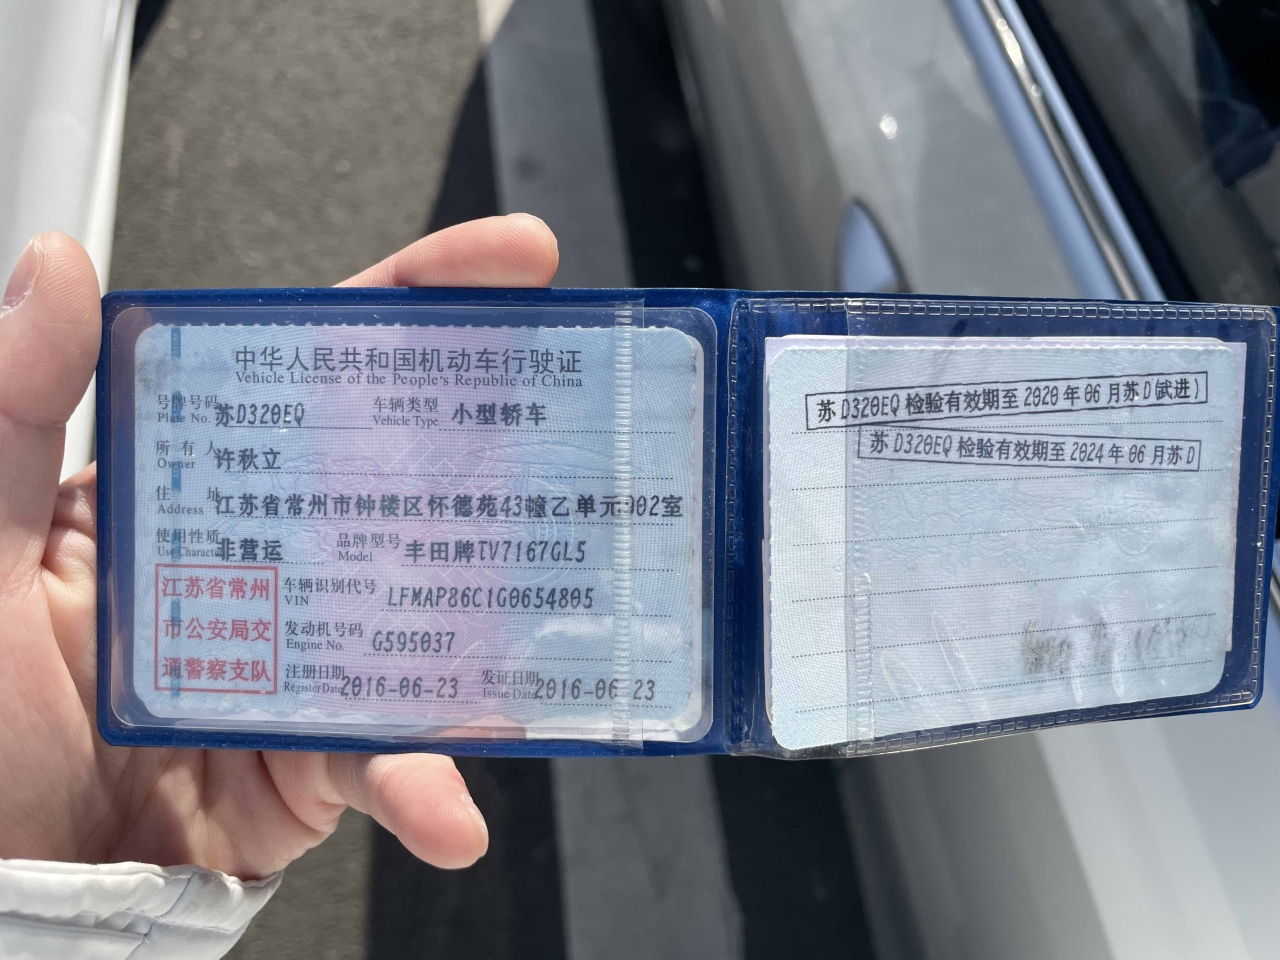 中华人民共和国机动车行驶证
Vehicle License of the People's Republic of China
号牌号码 苏D320EQ 车辆类型 小型轿车
Plate No. Vehicle Type
所有人 许秋立
Owner
住址 江苏省常州市钟楼区怀德苑43幢乙单元902室
Address
使用性质 非营运 品牌型号 丰田牌TV7167GL5
Use Character Model
江苏省常州
市公安局交
通警察支队
车辆识别代号 LFMAP86C1G0654805
VIN
发动机号码 G595037
Engine No.
注册日期 2016-06-23 发证日期 2016-06-23
Register Date Issue Date
苏D320EQ检验有效期至2020年06月苏D(武进)
苏D320EQ检验有效期至2024年06月苏D